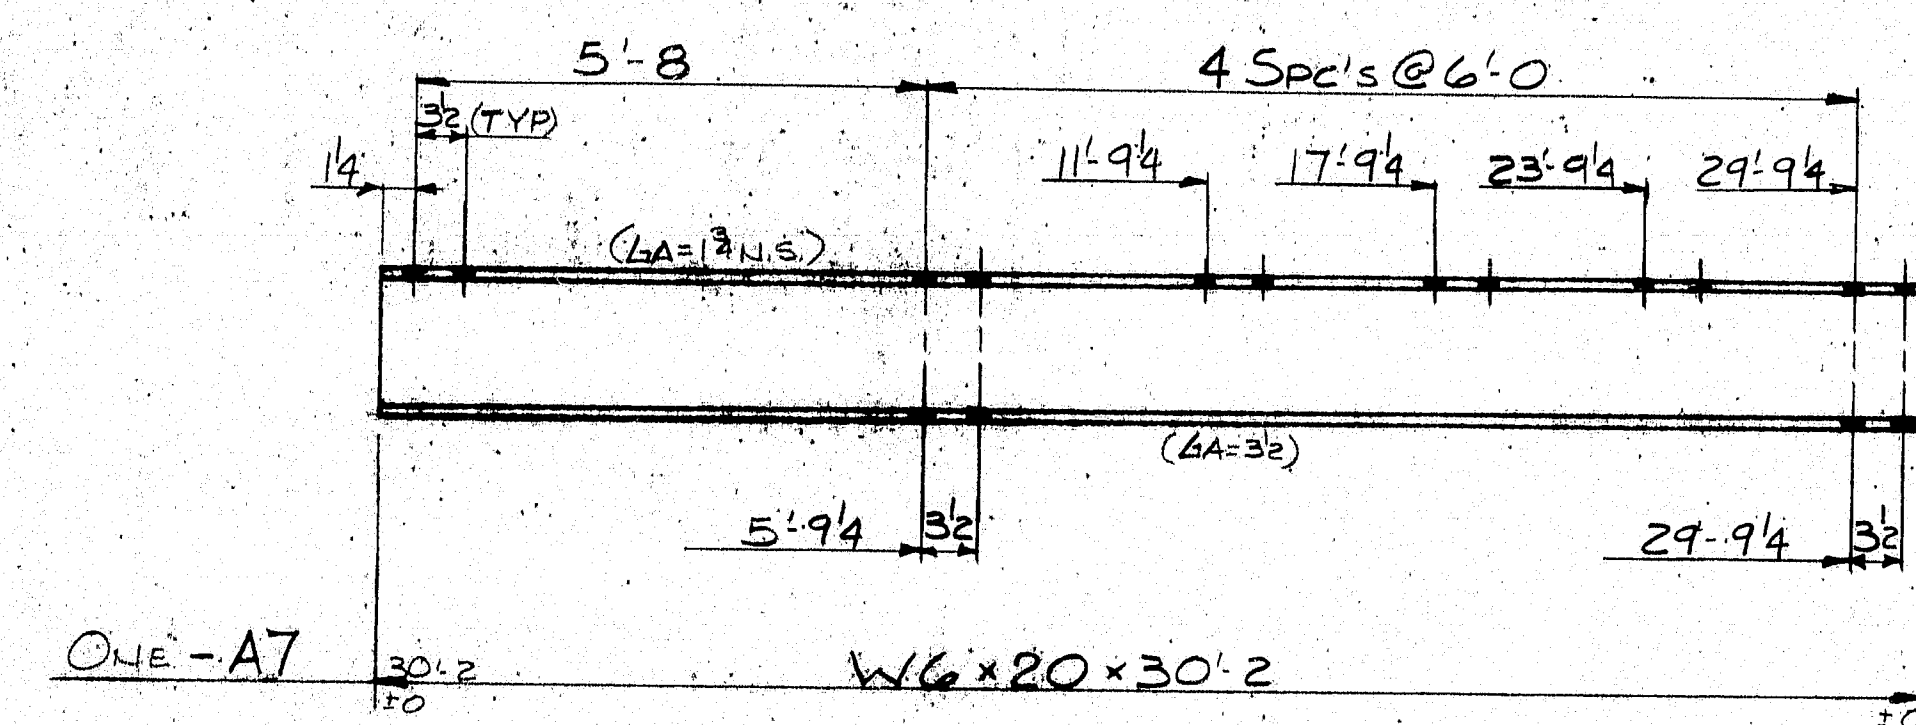 5'-8
4 SPC'S @ 6'-0
3½ (TYP)
1¼
11'-9¼
17'-9¼
23'-9¼
29'-9¼
(GA=1¾ N.S.)
(GA=3½)
5'-9¼
3½
29-9¼
3½
ONE - A7
30'-2
±0
W6 x 20 x 30'-2